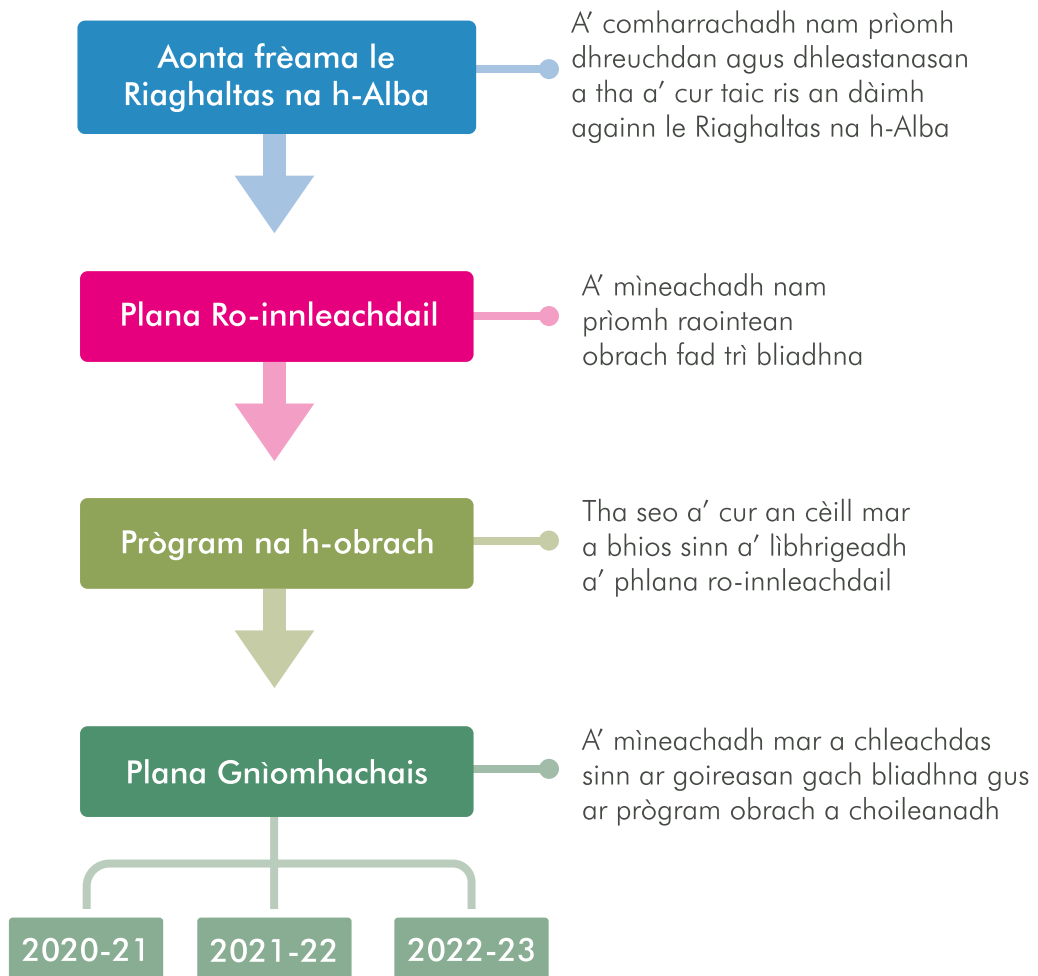 Aonta frèama le
Riaghaltas na h-Alba
A’ comharrachadh nam prìomh
dhreuchdan agus dhleastanasan
a tha a’ cur taic ris an dàimh
againn le Riaghaltas na h-Alba
Plana Ro-innleachdail
A’ mìneachadh nam
prìomh raointean
obrach fad trì bliadhna
Prògram na h-obrach
Tha seo a’ cur an cèill mar
a bhios sinn a’ lìbhrigeadh
a’ phlana ro-innleachdail
Plana Gnìomhachais
A’ mìneachadh mar a chleachdas
sinn ar goireasan gach bliadhna gus
ar prògram obrach a choileanadh
2020-21
2021-22
2022-23